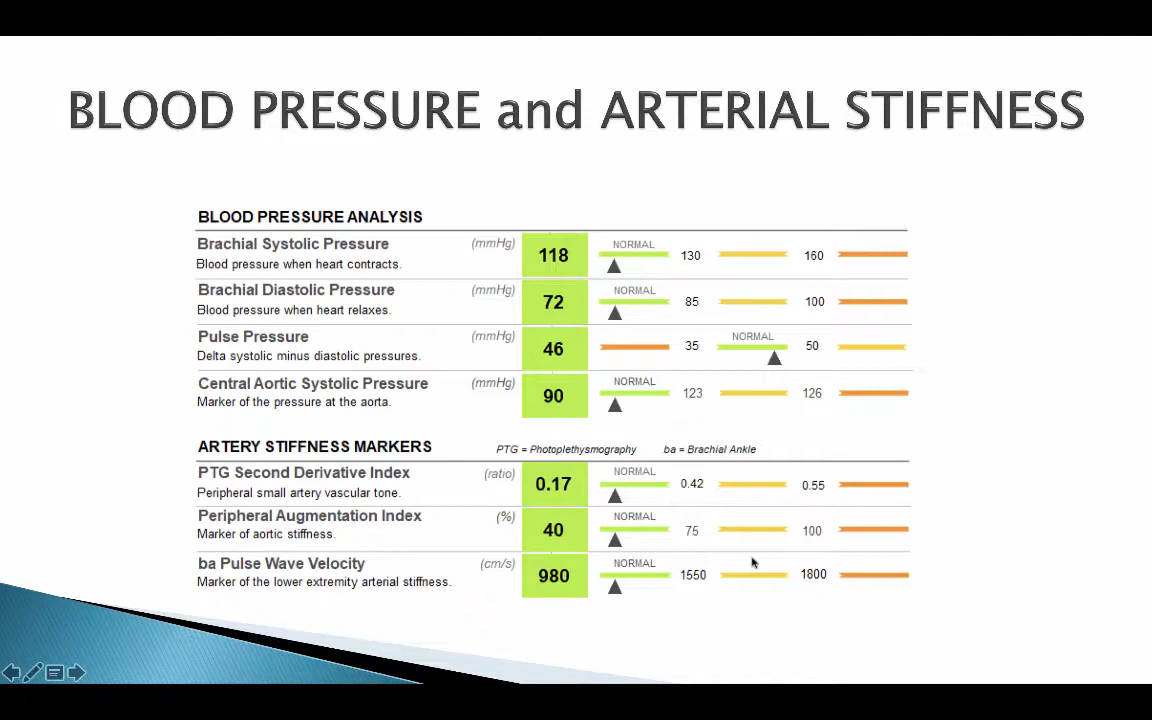 BLOOD PRESSURE and ARTERIAL STIFFNESS
BLOOD PRESSURE ANALYSIS
Brachial Systolic Pressure (mmHg) 118 NORMAL 130 160
Blood pressure when heart contracts.
Brachial Diastolic Pressure (mmHg) 72 NORMAL 85 100
Blood pressure when heart relaxes.
Pulse Pressure (mmHg) 46 35 NORMAL 50
Delta systolic minus diastolic pressures.
Central Aortic Systolic Pressure (mmHg) 90 NORMAL 123 126
Marker of the pressure at the aorta.
ARTERY STIFFNESS MARKERS PTG = Photoplethysmography ba = Brachial Ankle
PTG Second Derivative Index (ratio) 0.17 NORMAL 0.42 0.55
Peripheral small artery vascular tone.
Peripheral Augmentation Index (%) 40 NORMAL 75 100
Marker of aortic stiffness.
ba Pulse Wave Velocity (cm/s) 980 NORMAL 1550 1800
Marker of the lower extremity arterial stiffness.